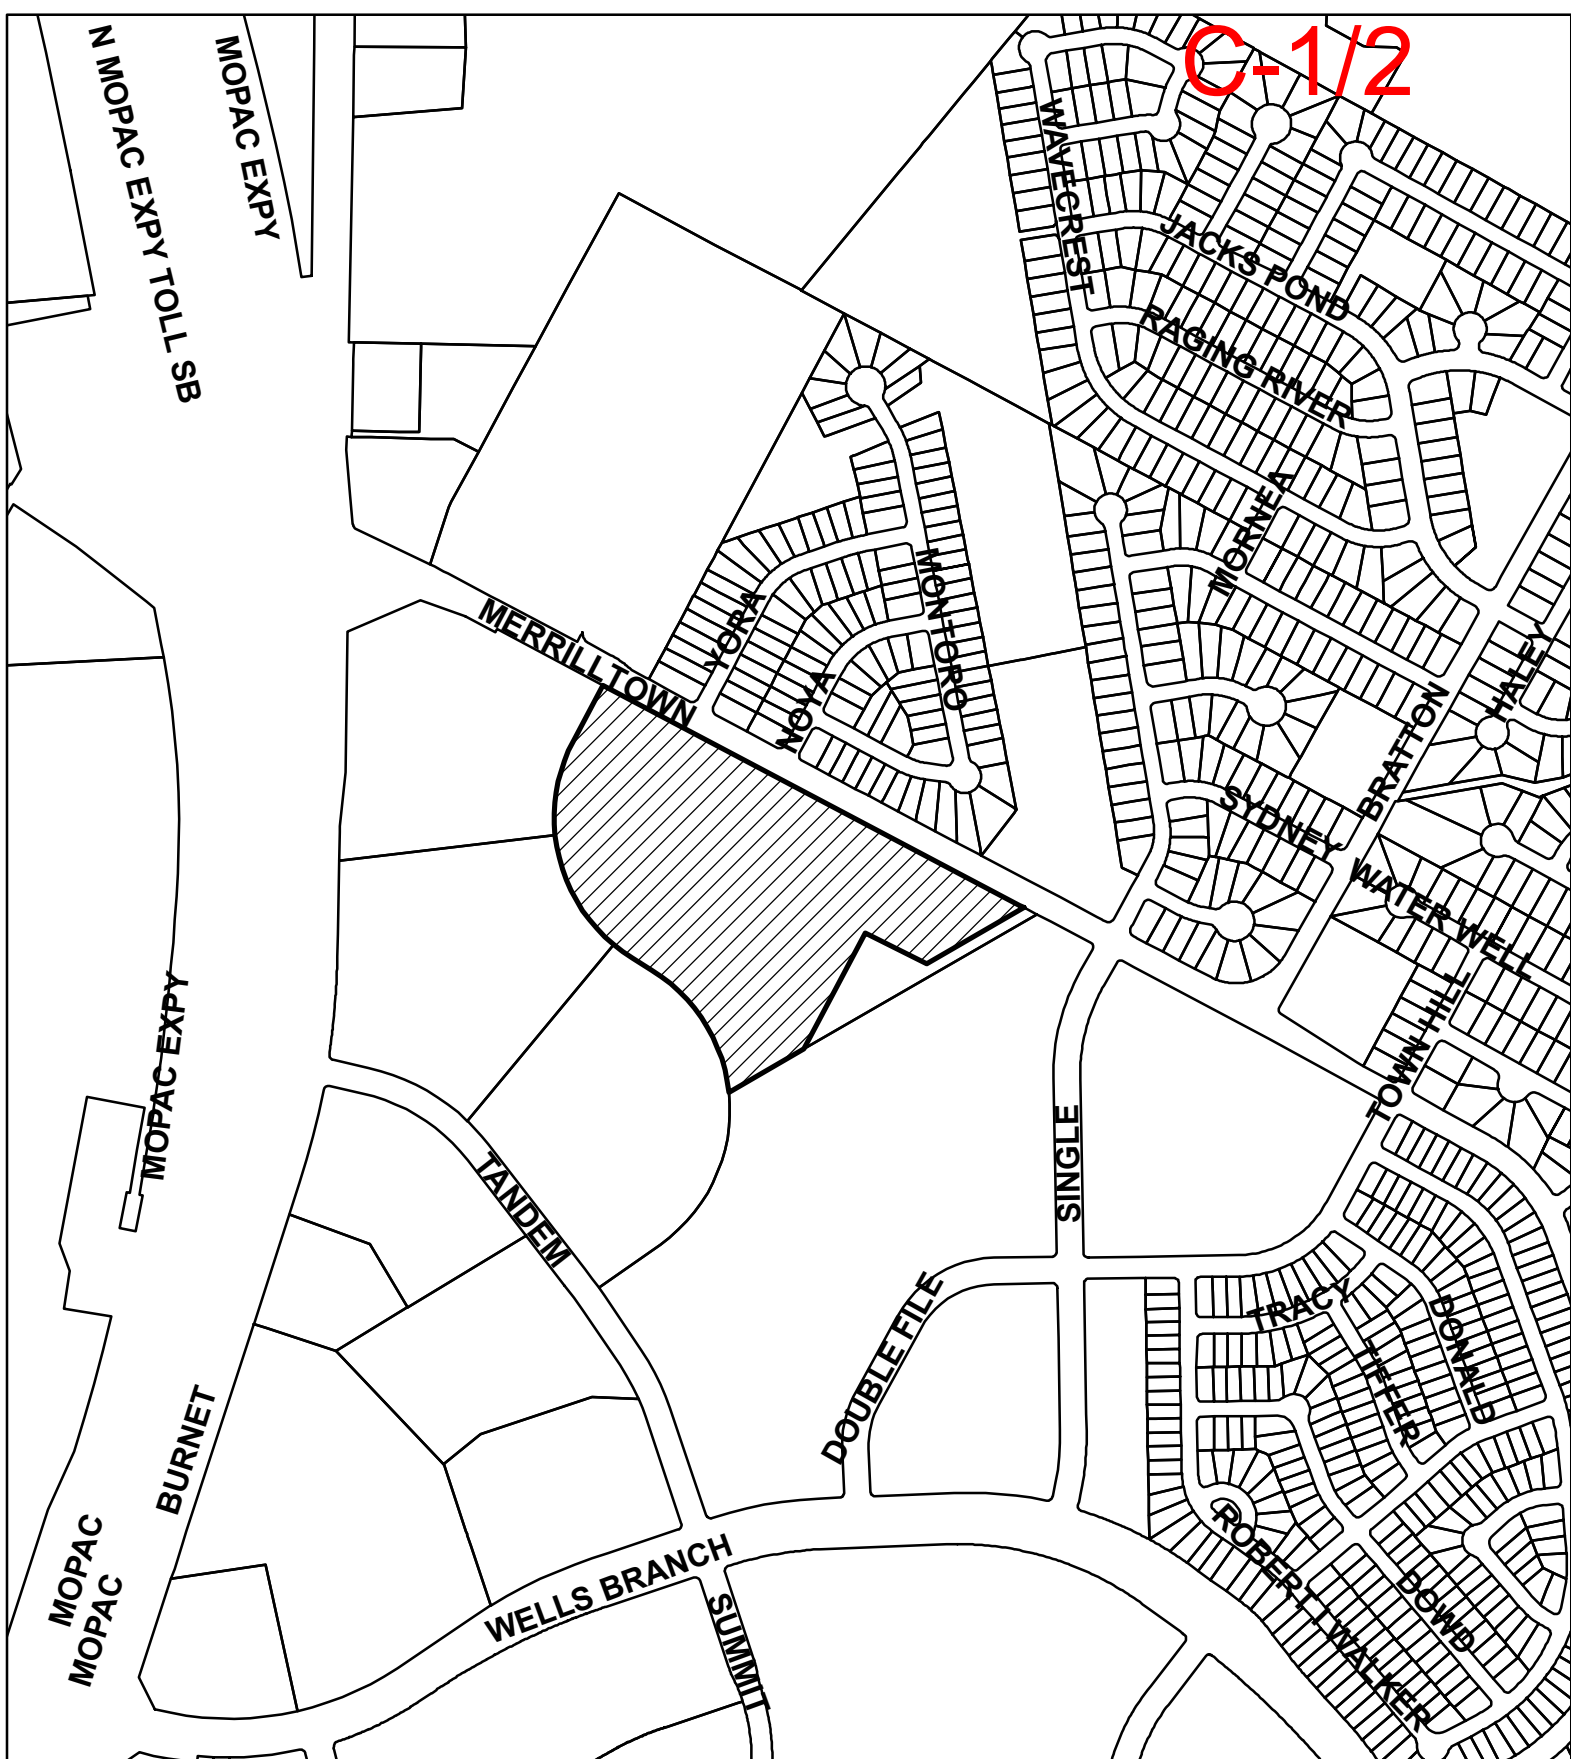 C-1/2
N MOPAC EXPY TOLL SB
MOPAC EXPY
WAVECREST
JACKS POND
RAGING RIVER
MORNEA
MONTORO
YORA
NOYA
MERRILLTOWN
HALEY
BRATTON
SYDNEY
WATER WELL
TOWN HILL
MOPAC EXPY
SINGLE
TANDEM
DOUBLE FILE
TRACY
DONALD
TIFFER
BURNET
ROBERT I WALKER
DOWD
WELLS BRANCH
SUMMIT
MOPAC
MOPAC